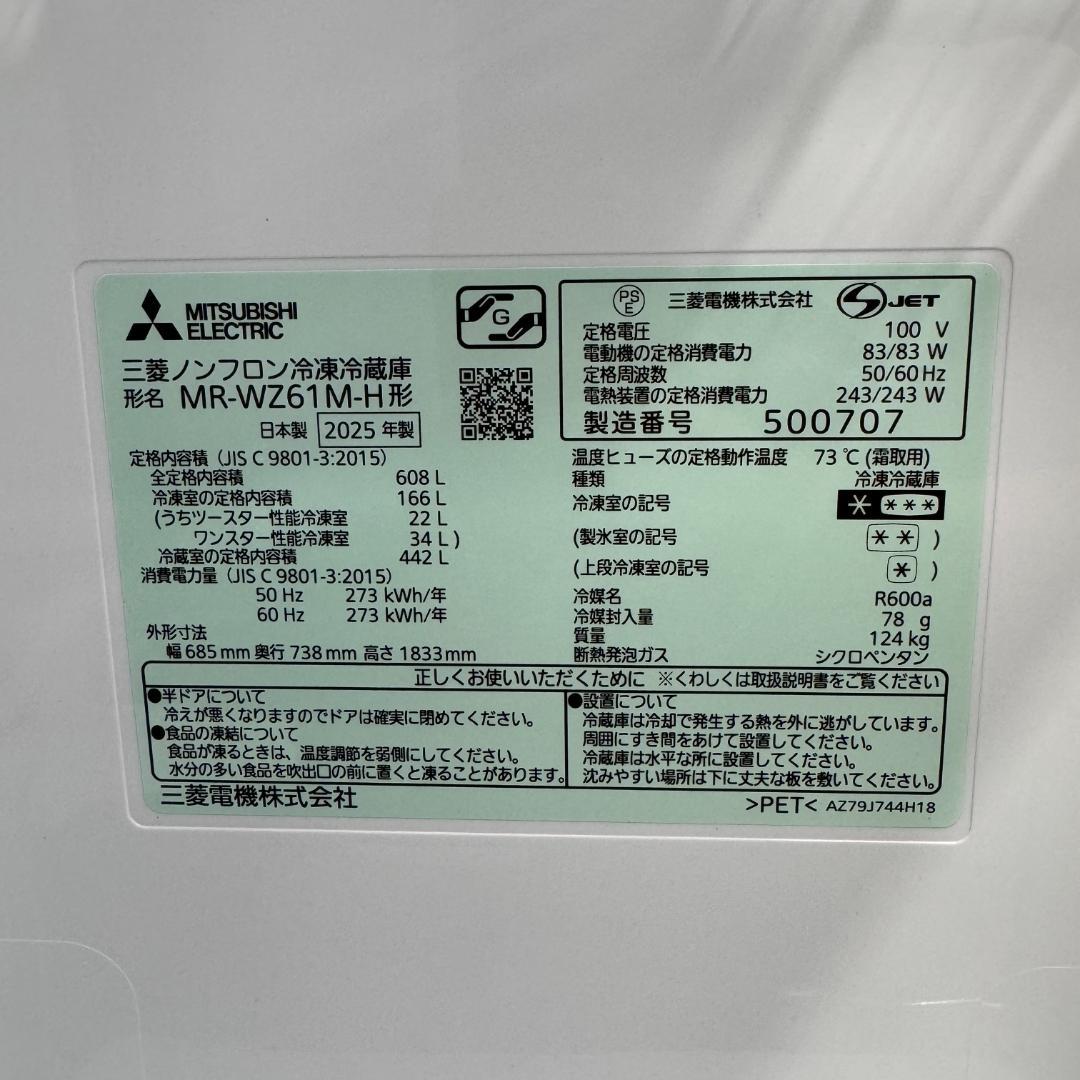 MITSUBISHI
ELECTRIC
G
三菱ノンフロン冷凍冷蔵庫
形名 MR-WZ61M-H形
日本製 2025 年製
PS
E
三菱電機株式会社 JET
定格電圧 100 V
電動機の定格消費電力 83/83 W
定格周波数 50/60 Hz
電熱装置の定格消費電力 243/243 W
製造番号 500707
定格内容積 (JIS C 9801-3:2015)
全定格内容積 608 L
冷凍室の定格内容積 166 L
(うちツースター性能冷凍室 22 L
ワンスター性能冷凍室 34 L)
冷蔵室の定格内容積 442 L
消費電力量 (JIS C 9801-3:2015)
50 Hz 273 kWh/年
60 Hz 273 kWh/年
外形寸法
幅 685 mm 奥行 738 mm 高さ 1833 mm
温度ヒューズの定格動作温度 73 ℃ (霜取用)
種類 冷凍冷蔵庫
冷凍室の記号 * ***
(製氷室の記号 ** )
(上段冷凍室の記号 * )
冷媒名 R600a
冷媒封入量 78 g
質量 124 kg
断熱発泡ガス シクロペンタン
正しくお使いいただくために ※くわしくは取扱説明書をご覧ください
●半ドアについて
冷えが悪くなりますのでドアは確実に閉めてください。
●食品の凍結について
食品が凍るときは、温度調節を弱側にしてください。
水分の多い食品を吹出口の前に置くと凍ることがあります。
●設置について
冷蔵庫は冷却で発生する熱を外に逃がしています。
周囲にすき間をあけて設置してください。
冷蔵庫は水平な所に設置してください。
沈みやすい場所は下に丈夫な板を敷いてください。
三菱電機株式会社
>PET< AZ79J744H18